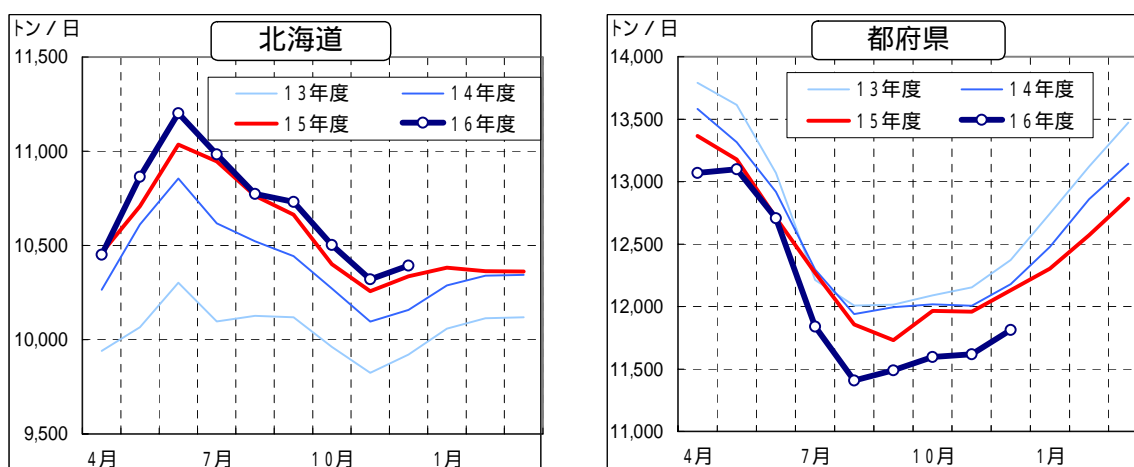 トン / 日
北海道
11,500
11,000
10,500
10,000
9,500
13年度
14年度
15年度
16年度
4月
7月
10月
1月
トン / 日
都府県
14,000
13,500
13,000
12,500
12,000
11,500
11,000
13年度
14年度
15年度
16年度
4月
7月
10月
1月